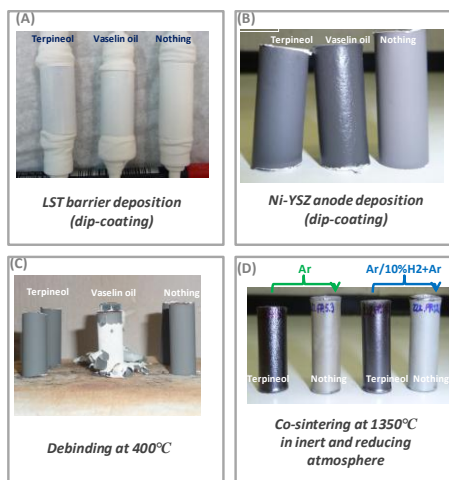 (A)
Terpineol Vaselin oil Nothing
LST barrier deposition
(dip-coating)
(B)
Terpineol Vaselin oil Nothing
Ni-YSZ anode deposition
(dip-coating)
(C)
Terpineol Vaselin oil Nothing
Debinding at 400℃
(D)
Ar Ar/10%H2+Ar
Terpineol Nothing Terpineol Nothing
Co-sintering at 1350℃
in inert and reducing
atmosphere